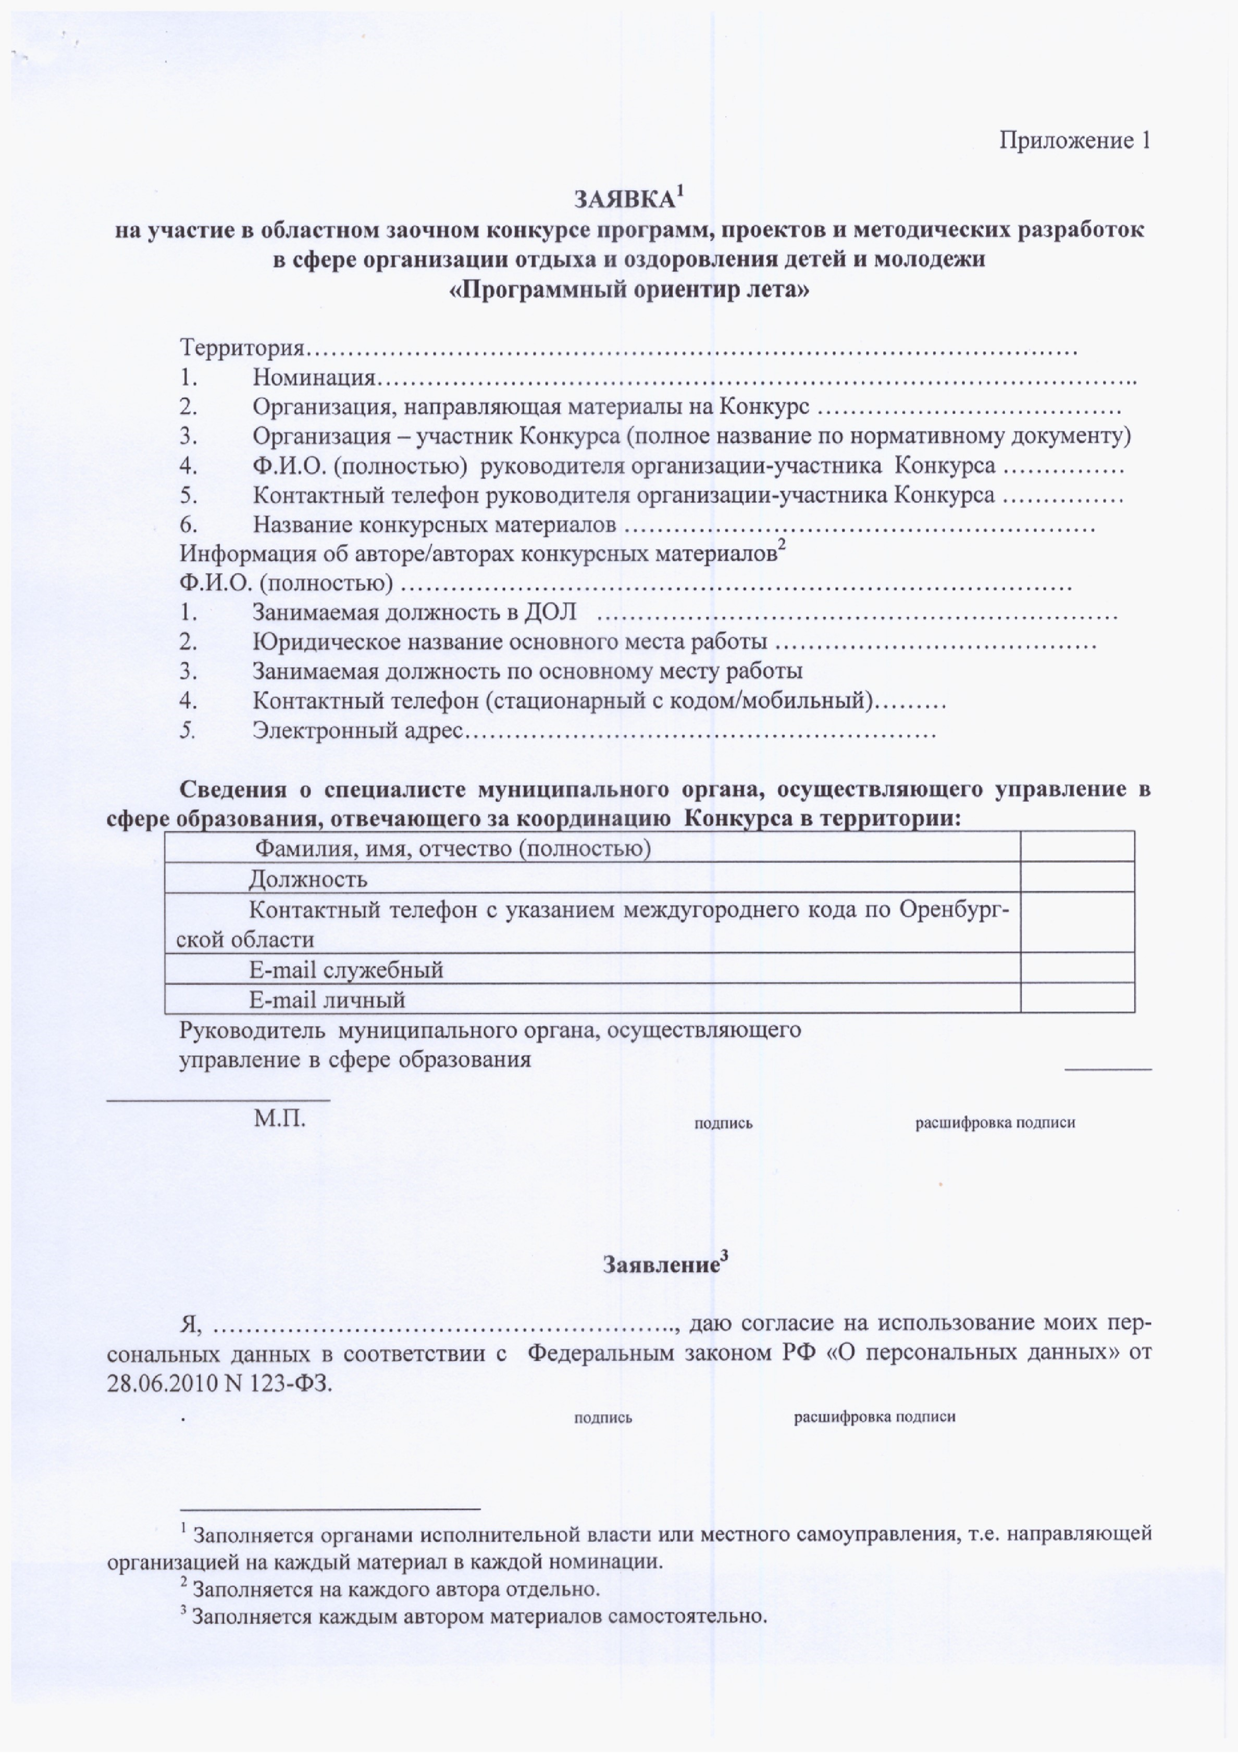 Приложение 1
ЗАЯВКА¹
на участие в областном заочном конкурсе программ, проектов и методических разработок
в сфере организации отдыха и оздоровления детей и молодежи
«Программный ориентир лета»
Территория…………………………………………………………………………………
1. Номинация………………………………………………………………………………..
2. Организация, направляющая материалы на Конкурс ……………………………….
3. Организация – участник Конкурса (полное название по нормативному документу)
4. Ф.И.О. (полностью) руководителя организации-участника Конкурса ……………
5. Контактный телефон руководителя организации-участника Конкурса ……………
6. Название конкурсных материалов …………………………………………………
Информация об авторе/авторах конкурсных материалов²
Ф.И.О. (полностью) ………………………………………………………………………
1. Занимаемая должность в ДОЛ ………………………………………………………
2. Юридическое название основного места работы …………………………………
3. Занимаемая должность по основному месту работы
4. Контактный телефон (стационарный с кодом/мобильный)………
5. Электронный адрес…………………………………………………
Сведения о специалисте муниципального органа, осуществляющего управление в
сфере образования, отвечающего за координацию Конкурса в территории:
Фамилия, имя, отчество (полностью)
Должность
Контактный телефон с указанием междугороднего кода по Оренбург-
ской области
E-mail служебный
E-mail личный
Руководитель муниципального органа, осуществляющего
управление в сфере образования _______
__________________
М.П. подпись расшифровка подписи
Заявление³
Я, ……………………………………………….., даю согласие на использование моих пер-
сональных данных в соответствии с Федеральным законом РФ «О персональных данных» от
28.06.2010 N 123-ФЗ.
. подпись расшифровка подписи
¹ Заполняется органами исполнительной власти или местного самоуправления, т.е. направляющей
организацией на каждый материал в каждой номинации.
² Заполняется на каждого автора отдельно.
³ Заполняется каждым автором материалов самостоятельно.